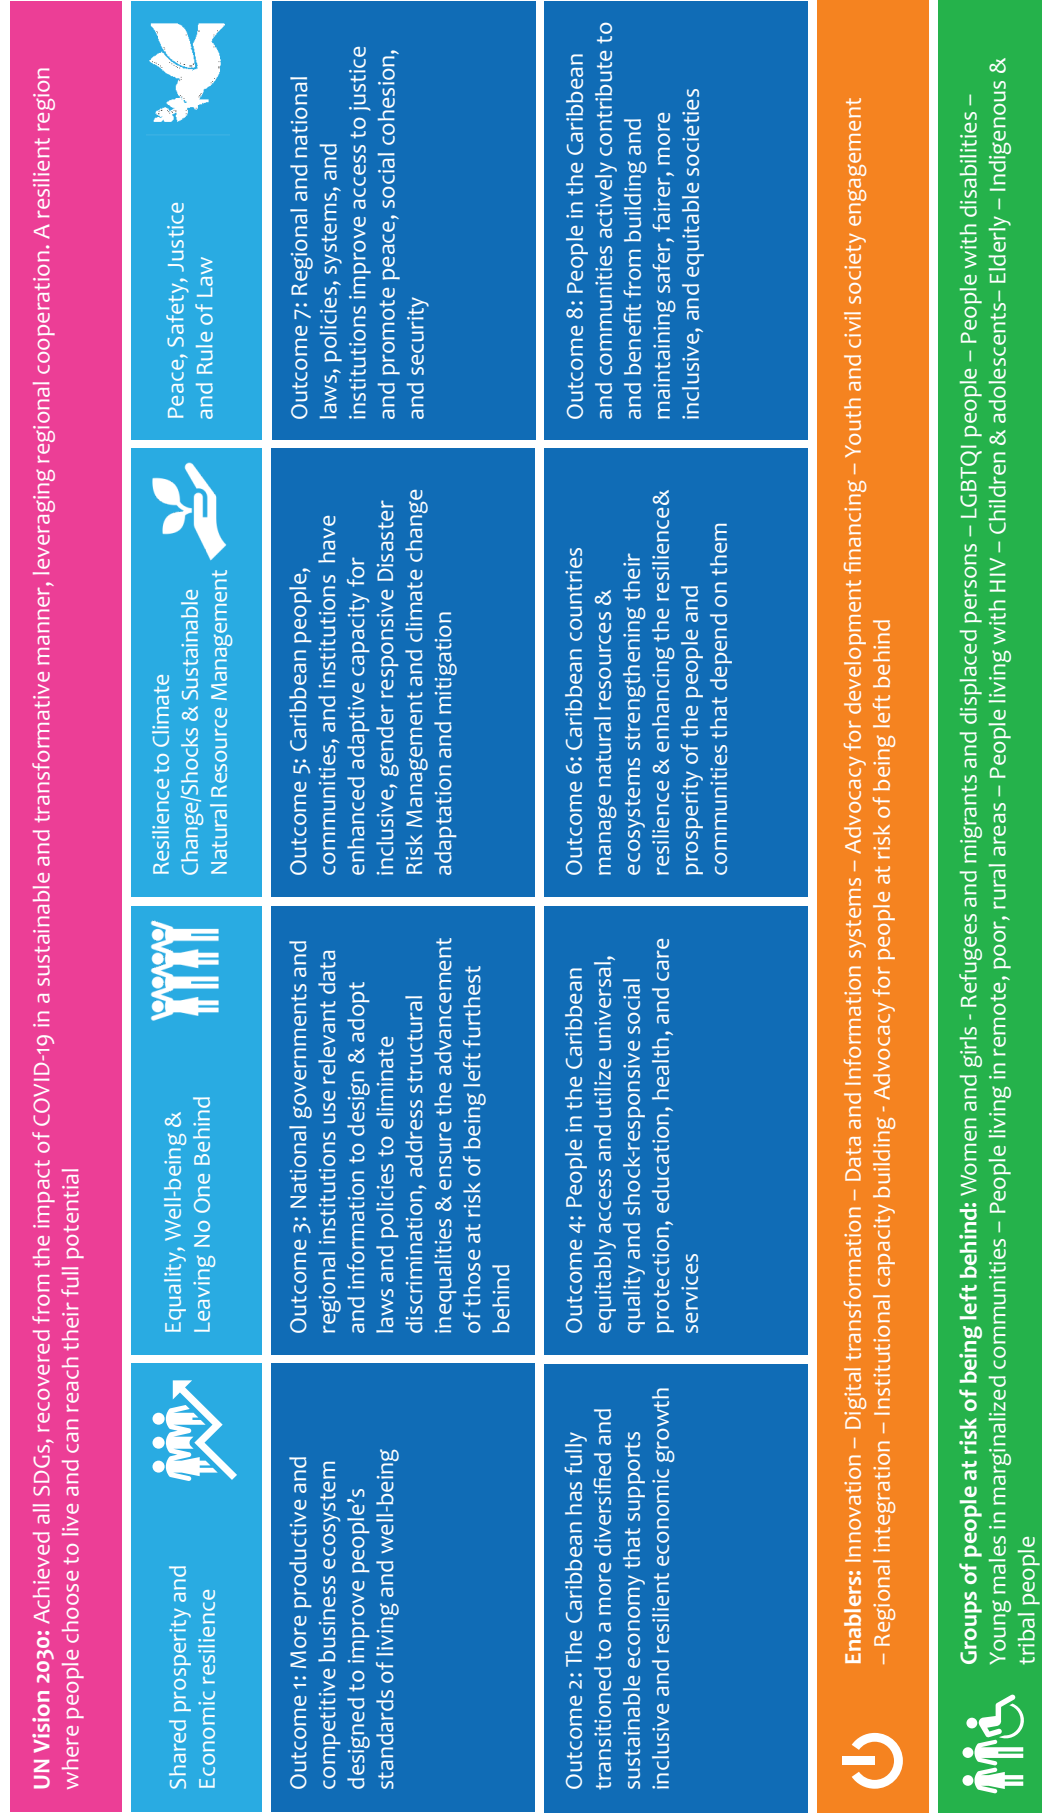 UN Vision 2030: Achieved all SDGs, recovered from the impact of COVID-19 in a sustainable and transformative manner, leveraging regional cooperation. A resilient region
where people choose to live and can reach their full potential
Shared prosperity and
Economic resilience
Equality, Well-being &
Leaving No One Behind
Resilience to Climate
Change/Shocks & Sustainable
Natural Resource Management
Peace, Safety, Justice
and Rule of Law
Outcome 1: More productive and
competitive business ecosystem
designed to improve people's
standards of living and well-being
Outcome 3: National governments and
regional institutions use relevant data
and information to design & adopt
laws and policies to eliminate
discrimination, address structural
inequalities & ensure the advancement
of those at risk of being left furthest
behind
Outcome 5: Caribbean people,
communities, and institutions have
enhanced adaptive capacity for
inclusive, gender responsive Disaster
Risk Management and climate change
adaptation and mitigation
Outcome 7: Regional and national
laws, policies, systems, and
institutions improve access to justice
and promote peace, social cohesion,
and security
Outcome 2: The Caribbean has fully
transitioned to a more diversified and
sustainable economy that supports
inclusive and resilient economic growth
Outcome 4: People in the Caribbean
equitably access and utilize universal,
quality and shock-responsive social
protection, education, health, and care
services
Outcome 6: Caribbean countries
manage natural resources &
ecosystems strengthening their
resilience & enhancing the resilience&
prosperity of the people and
communities that depend on them
Outcome 8: People in the Caribbean
and communities actively contribute to
and benefit from building and
maintaining safer, fairer, more
inclusive, and equitable societies
Enablers: Innovation – Digital transformation – Data and Information systems – Advocacy for development financing – Youth and civil society engagement
– Regional integration – Institutional capacity building - Advocacy for people at risk of being left behind
Groups of people at risk of being left behind: Women and girls - Refugees and migrants and displaced persons – LGBTQI people – People with disabilities –
Young males in marginalized communities – People living in remote, poor, rural areas – People living with HIV – Children & adolescents– Elderly – Indigenous &
tribal people